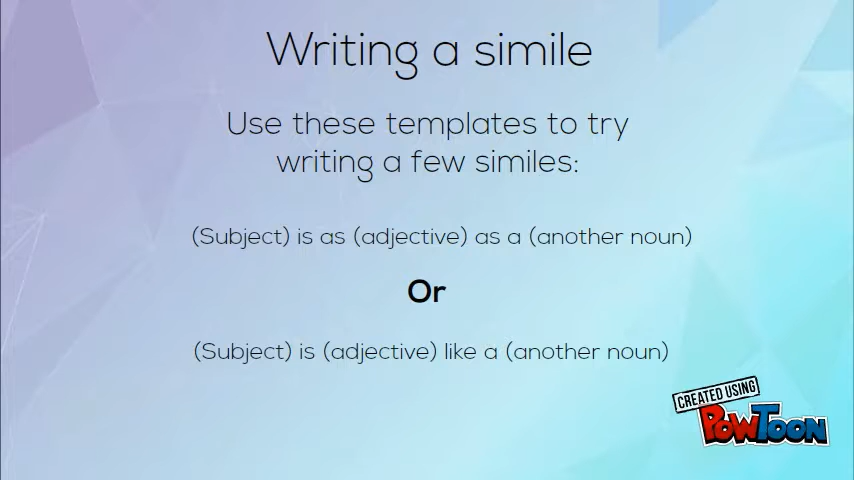 Writing a simile
Use these templates to try
writing a few similes:
(Subject) is as (adjective) as a (another noun)
Or
(Subject) is (adjective) like a (another noun)
CREATED USING
POWTOON